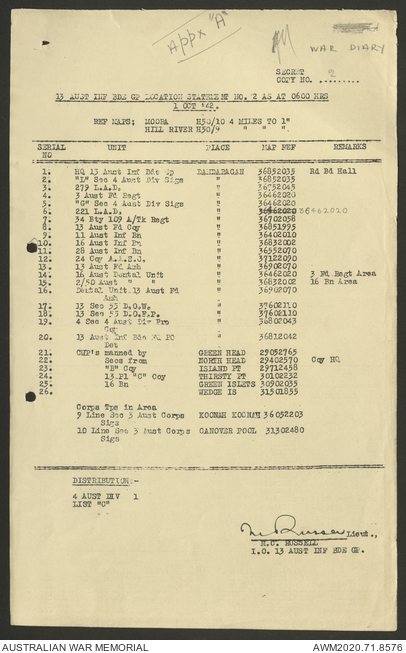 Appx "A"
WAR DIARY
SECRET
COPY NO. ...2...
13 AUST INF BDE GP LOCATION STATEMENT NO. 2 AS AT 0600 HRS
1 OCT '42.
REF MAPS: MOORA H50/10 4 MILES TO 1"
HILL RIVER H50/9 " " "
SERIAL NO UNIT PLACE MAP REF REMARKS
1. HQ 13 Aust Inf Bde Gp DANDARAGAN 36852035 Rd Bd Hall
2. "L" Sec 4 Aust Div Sigs " 36852035
3. 279 L.A.D. " 36752045
4. 3 Aust Fd Regt " 36462020
5. "G" Sec 4 Aust Div Sigs " 36462020
6. 221 L.A.D. " 36462020
7. 34 Bty 109 A/Tk Regt " 36702058
8. 13 Aust Fd Coy " 36851995
9. 11 Aust Inf Bn " 36402010
10. 16 Aust Inf Bn " 36832002
11. 28 Aust Inf Bn " 36552070
12. 24 Coy A.A.S.C. " 37122090
13. 13 Aust Fd Amb " 36902070
14. 16 Aust Dental Unit " 36462020 3 Fd Regt Area
15. 2/50 Aust " " " 36832002 16 Bn Area
16. Dental Unit.13 Aust Fd Amb " 36902070
17. 13 Sec 53 D.O.W. " 37602110
18. 13 Sec 53 D.O.F.P. " 37602110
19. 4 Sec 4 Aust Div Pro Coy " 36802043
20. 13 Aust Inf Bde PC Det " 36812042
21. CWP's manned by GREEN HEAD 29052765
22. Secs from NORTH HEAD 29402570 Coy HQ
23. "B" Coy ISLAND PT 29712458
24. 13.Pl "C" Coy THIRSTY PT 30102232
25. 16 Bn GREEN ISLETS 30902035
26. WEDGE IS 31501855
Corps Tps in Area
9 Line Sec 3 Aust Corps Sigs KOONAH KOONAH 36052203
10 Line Sec 3 Aust Corps Sigs CANOVER POOL 31302480
DISTRIBUTION:-
4 AUST DIV 1
LIST "C"
Lieut.,
M.C. RUSSELL
I.O. 13 AUST INF BDE GP.
AUSTRALIAN WAR MEMORIAL
AWM2020.71.8576